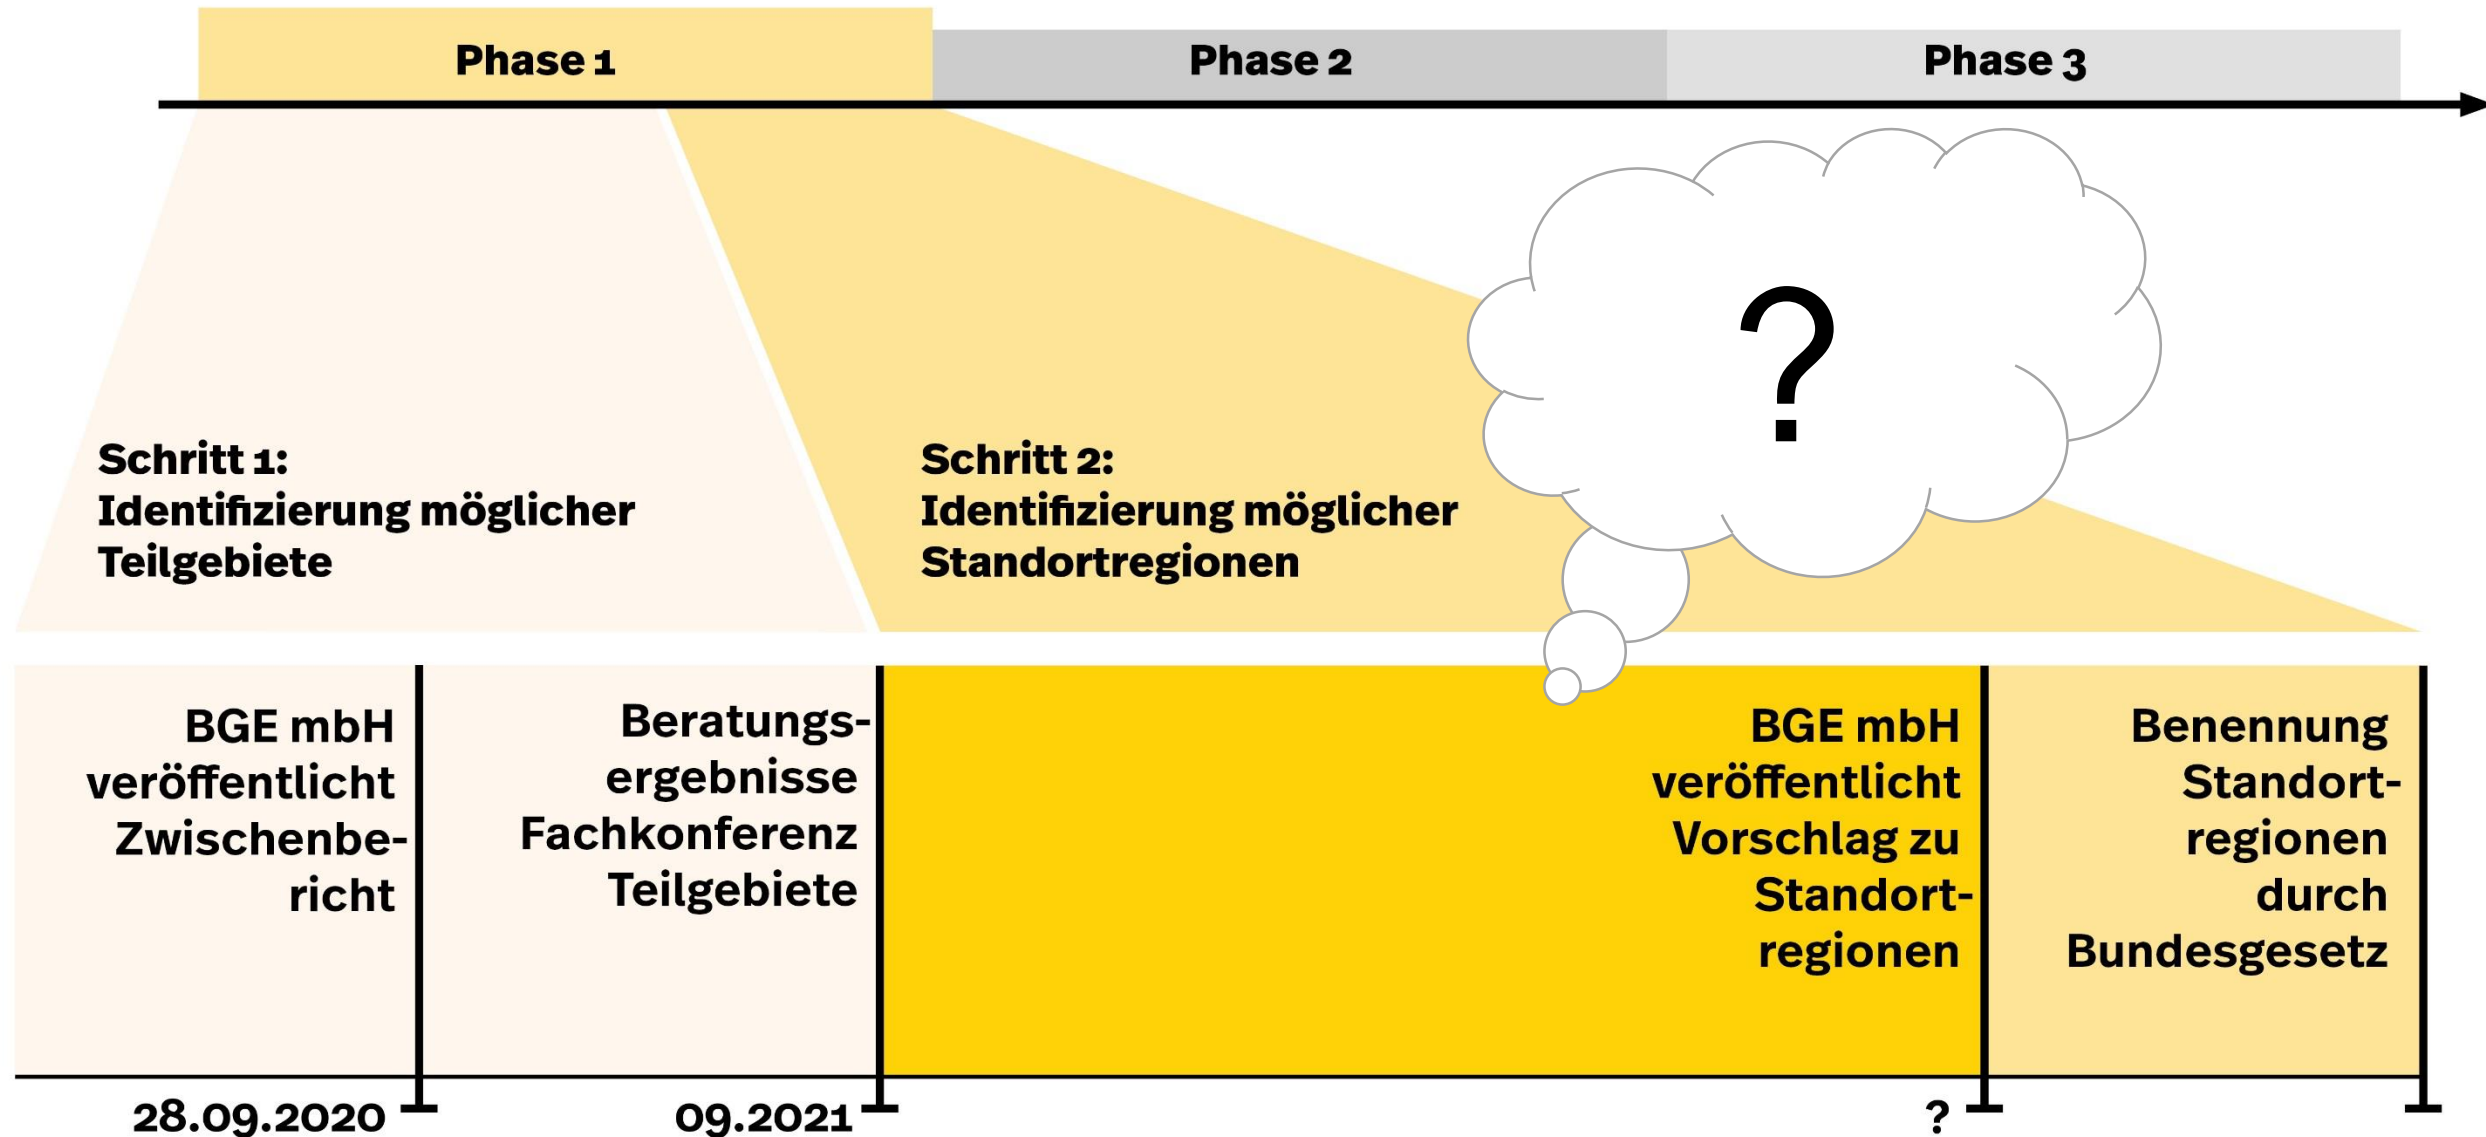 Phase 1
Phase 2
Phase 3
?
Schritt 1:
Identifizierung möglicher
Teilgebiete
Schritt 2:
Identifizierung möglicher
Standortregionen
BGE mbH
veröffentlicht
Zwischenbe-
richt
Beratungs-
ergebnisse
Fachkonferenz
Teilgebiete
BGE mbH
veröffentlicht
Vorschlag zu
Standort-
regionen
Benennung
Standort-
regionen
durch
Bundesgesetz
28.09.2020
09.2021
?